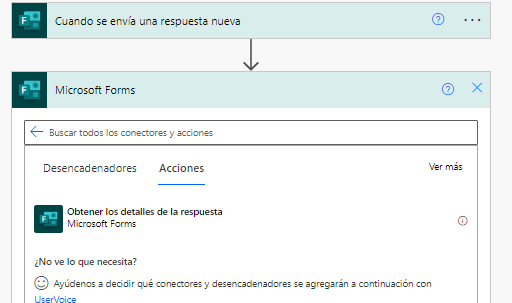 Cuando se envía una respuesta nueva
Microsoft Forms
Buscar todos los conectores y acciones
Desencadenadores Acciones Ver más
Obtener los detalles de la respuesta
Microsoft Forms
¿No ve lo que necesita?
Ayúdenos a decidir qué conectores y desencadenadores se agregarán a continuación con
UserVoice